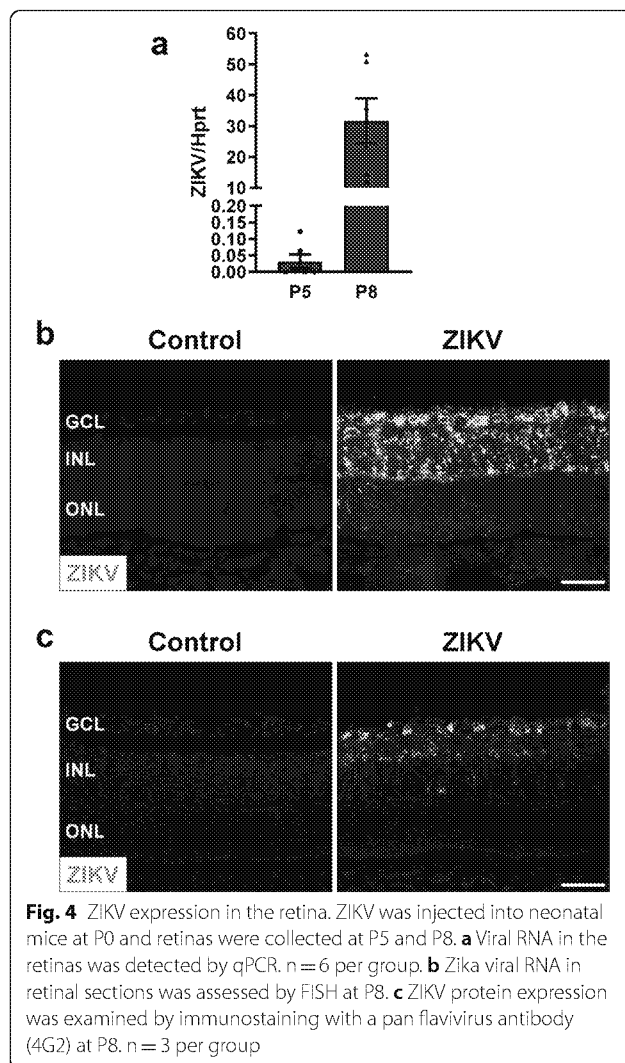 a
60
50
40
30
20
10
0.20
0.15
0.10
0.05
0.00
ZIKV/Hprt
P5 P8
b
Control ZIKV
GCL
INL
ONL
ZIKV
c
Control ZIKV
GCL
INL
ONL
ZIKV
Fig. 4 ZIKV expression in the retina. ZIKV was injected into neonatal
mice at P0 and retinas were collected at P5 and P8. a Viral RNA in the
retinas was detected by qPCR. n = 6 per group. b Zika viral RNA in
retinal sections was assessed by FISH at P8. c ZIKV protein expression
was examined by immunostaining with a pan flavivirus antibody
(4G2) at P8. n = 3 per group